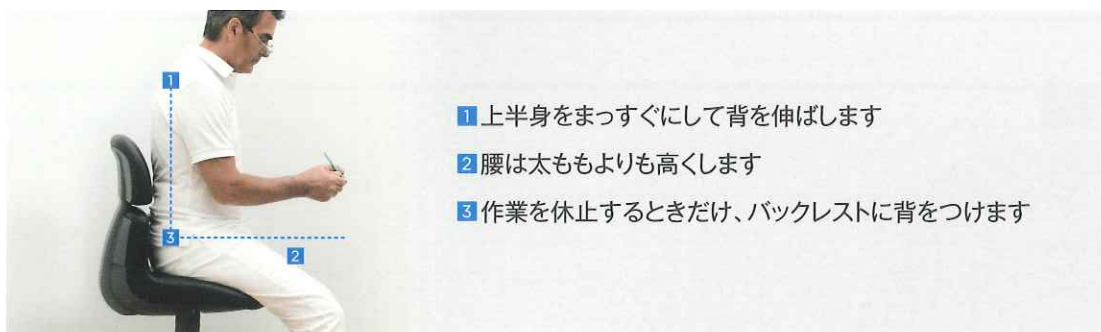 1
3
2
1 上半身をまっすぐにして背を伸ばします
2 腰は太ももよりも高くします
3 作業を休止するときだけ、バックレストに背をつけます